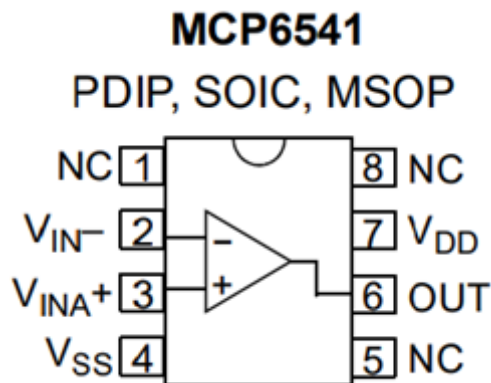 MCP6541
PDIP, SOIC, MSOP
NC 1 8 NC
VIN– 2 7 VDD
VINA+ 3 6 OUT
VSS 4 5 NC
–
+